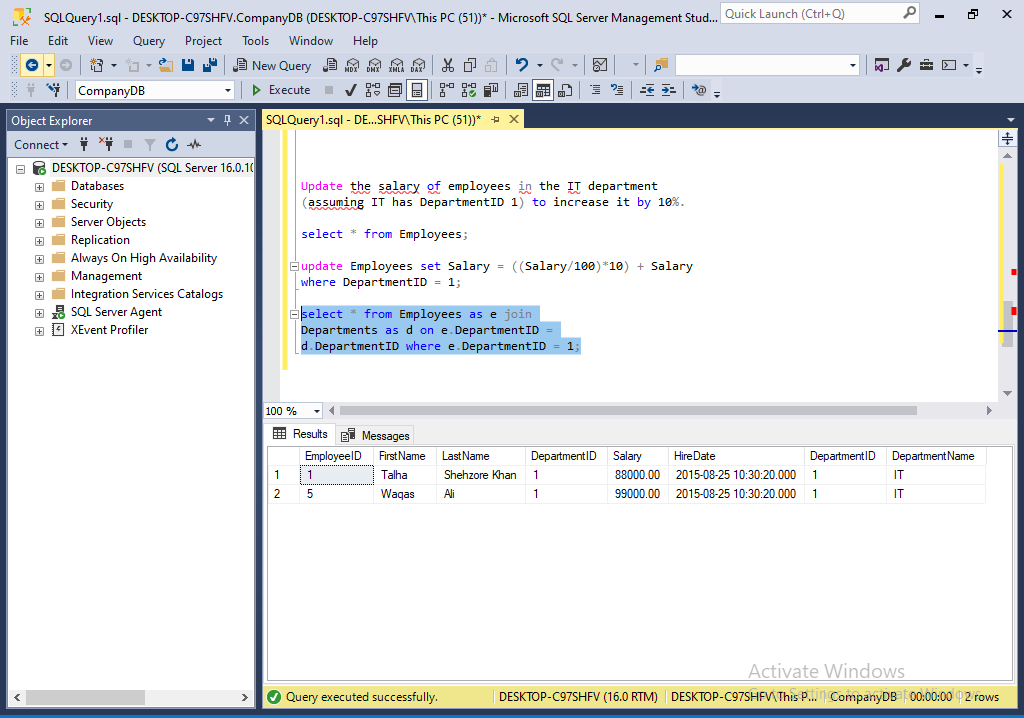 SQLQuery1.sql - DESKTOP-C97SHFV.CompanyDB (DESKTOP-C97SHFV\This PC (51))* - Microsoft SQL Server Management Stud...
Quick Launch (Ctrl+Q)
File Edit View Query Project Tools Window Help
New Query
MDX DMX XMLA DAX
CompanyDB
Execute
Object Explorer
SQLQuery1.sql - DE...SHFV\This PC (51))*
Connect
DESKTOP-C97SHFV (SQL Server 16.0.10
Databases
Security
Server Objects
Replication
Always On High Availability
Management
Integration Services Catalogs
SQL Server Agent
XEvent Profiler
Update the salary of employees in the IT department
(assuming IT has DepartmentID 1) to increase it by 10%.
select * from Employees;
update Employees set Salary = ((Salary/100)*10) + Salary
where DepartmentID = 1;
select * from Employees as e join
Departments as d on e.DepartmentID =
d.DepartmentID where e.DepartmentID = 1;
100 %
Results Messages
EmployeeID FirstName LastName DepartmentID Salary HireDate DepartmentID DepartmentName
1 1 Talha Shehzore Khan 1 88000.00 2015-08-25 10:30:20.000 1 IT
2 5 Waqas Ali 1 99000.00 2015-08-25 10:30:20.000 1 IT
Activate Windows
Go to Settings to activate Windows.
Query executed successfully. DESKTOP-C97SHFV (16.0 RTM) DESKTOP-C97SHFV\This P... CompanyDB 00:00:00 2 rows